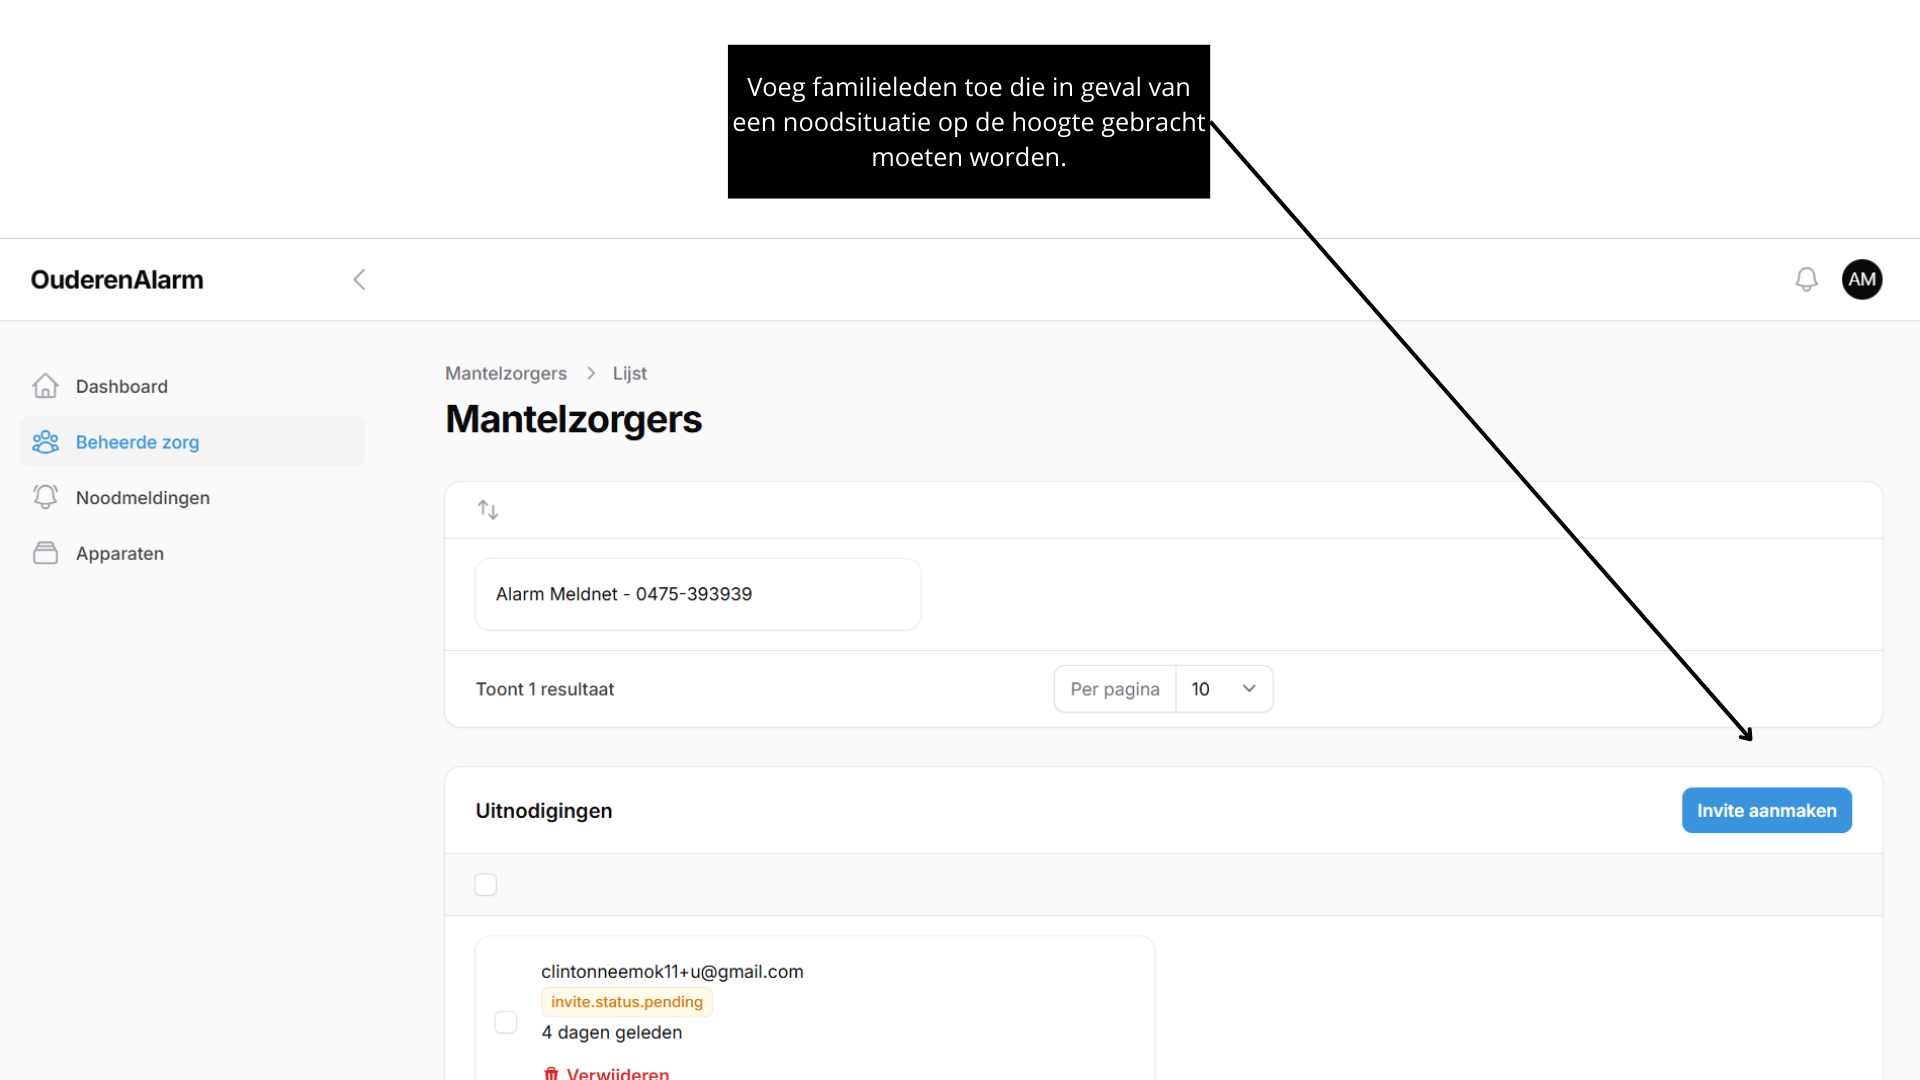 Voeg familieleden toe die in geval van
een noodsituatie op de hoogte gebracht
moeten worden.
OuderenAlarm
AM
Dashboard
Beheerde zorg
Noodmeldingen
Apparaten
Mantelzorgers > Lijst
Mantelzorgers
Alarm Meldnet - 0475-393939
Toont 1 resultaat
Per pagina 10
Uitnodigingen
Invite aanmaken
clintonneemok11+u@gmail.com
invite.status.pending
4 dagen geleden
Verwijderen